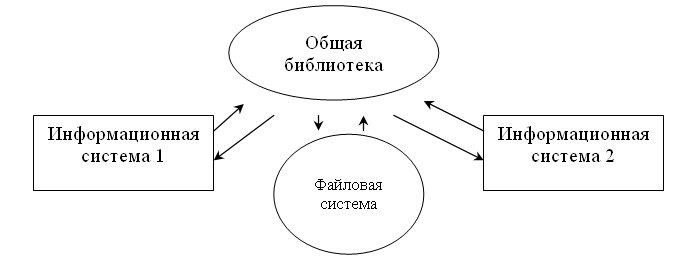 Общая
библиотека
Информационная
система 1
Файловая
система
Информационная
система 2